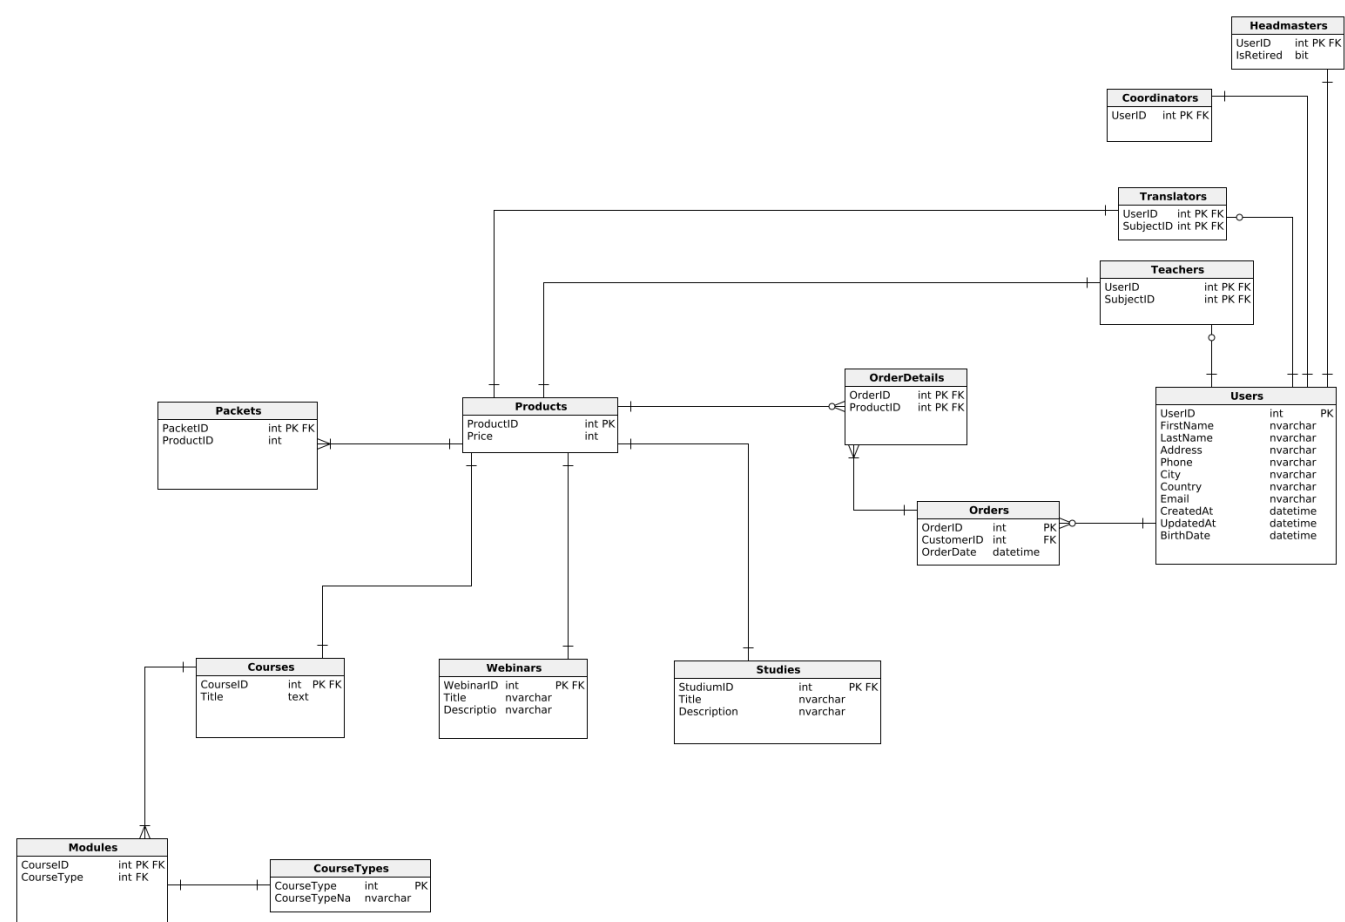 Headmasters
UserID int PK FK
IsRetired bit
Coordinators
UserID int PK FK
Translators
UserID int PK FK
SubjectID int PK FK
Teachers
UserID int PK FK
SubjectID int PK FK
OrderDetails
OrderID int PK FK
ProductID int PK FK
Users
UserID int PK
FirstName nvarchar
LastName nvarchar
Address nvarchar
Phone nvarchar
City nvarchar
Country nvarchar
Email nvarchar
CreatedAt datetime
UpdatedAt datetime
BirthDate datetime
Packets
PacketID int PK FK
ProductID int
Products
ProductID int PK
Price int
Orders
OrderID int PK
CustomerID int FK
OrderDate datetime
Courses
CourseID int PK FK
Title text
Webinars
WebinarID int PK FK
Title nvarchar
Descriptio nvarchar
Studies
StudiumID int PK FK
Title nvarchar
Description nvarchar
Modules
CourseID int PK FK
CourseType int FK
CourseTypes
CourseType int PK
CourseTypeNa nvarchar